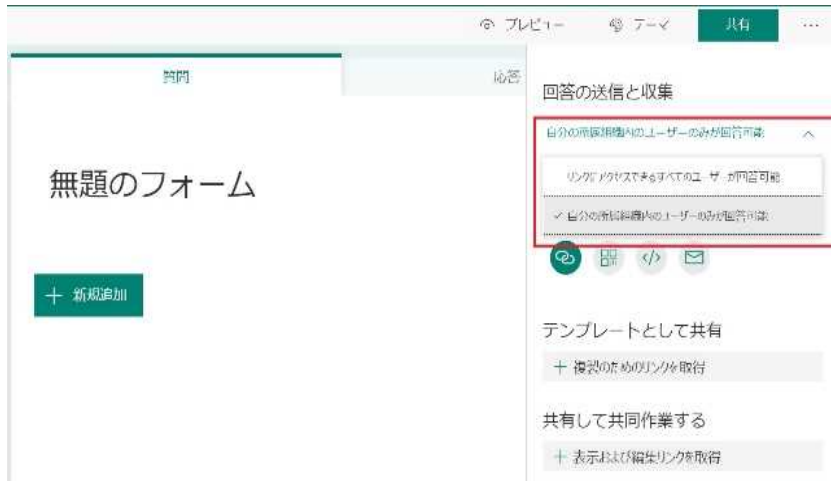 プレビュー
テーマ
共有
質問
応答
回答の送信と収集
自分の所属組織内のユーザーのみが回答可能
リンクにアクセスできるすべてのユーザーが回答可能
自分の所属組織内のユーザーのみが回答可能
無題のフォーム
+ 新規追加
テンプレートとして共有
+ 複製のためのリンクを取得
共有して共同作業する
+ 表示および編集リンクを取得